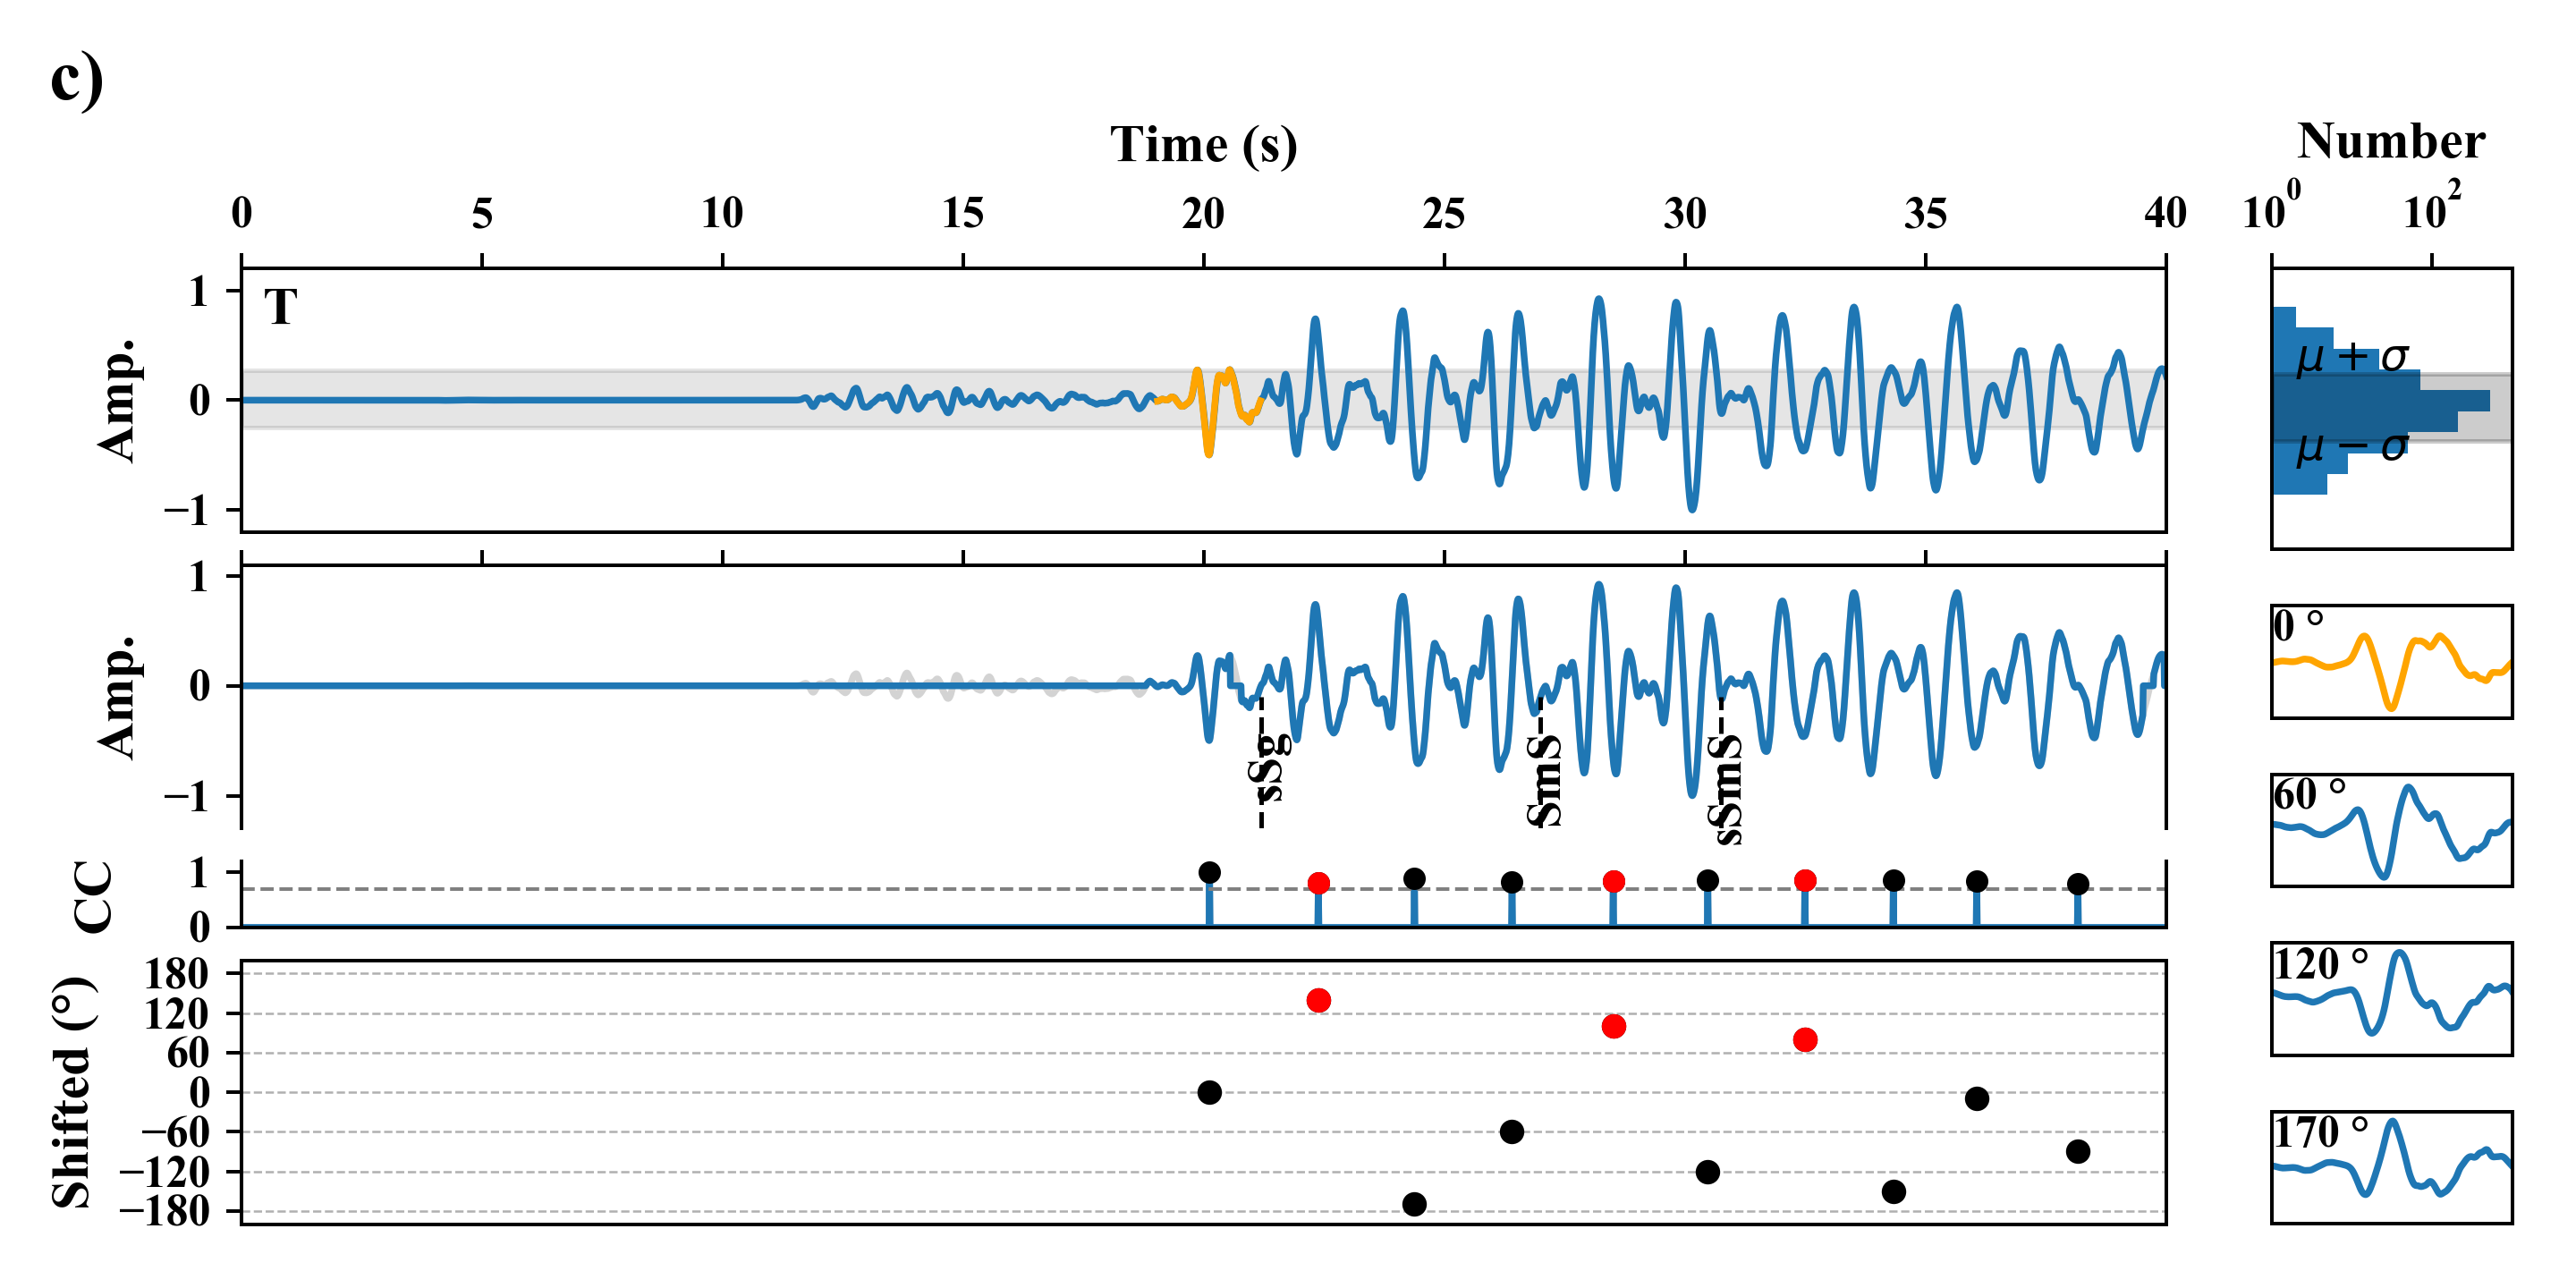 c)
Time (s)
Number
0 5 10 15 20 25 30 35 40
10^0 10^2
T
Amp.
1
0
−1
μ + σ
μ − σ
Amp.
1
0
−1
sSg
SmS
sSmS
CC
1
0
Shifted (°)
180
120
60
0
−60
−120
−180
0 °
60 °
120 °
170 °